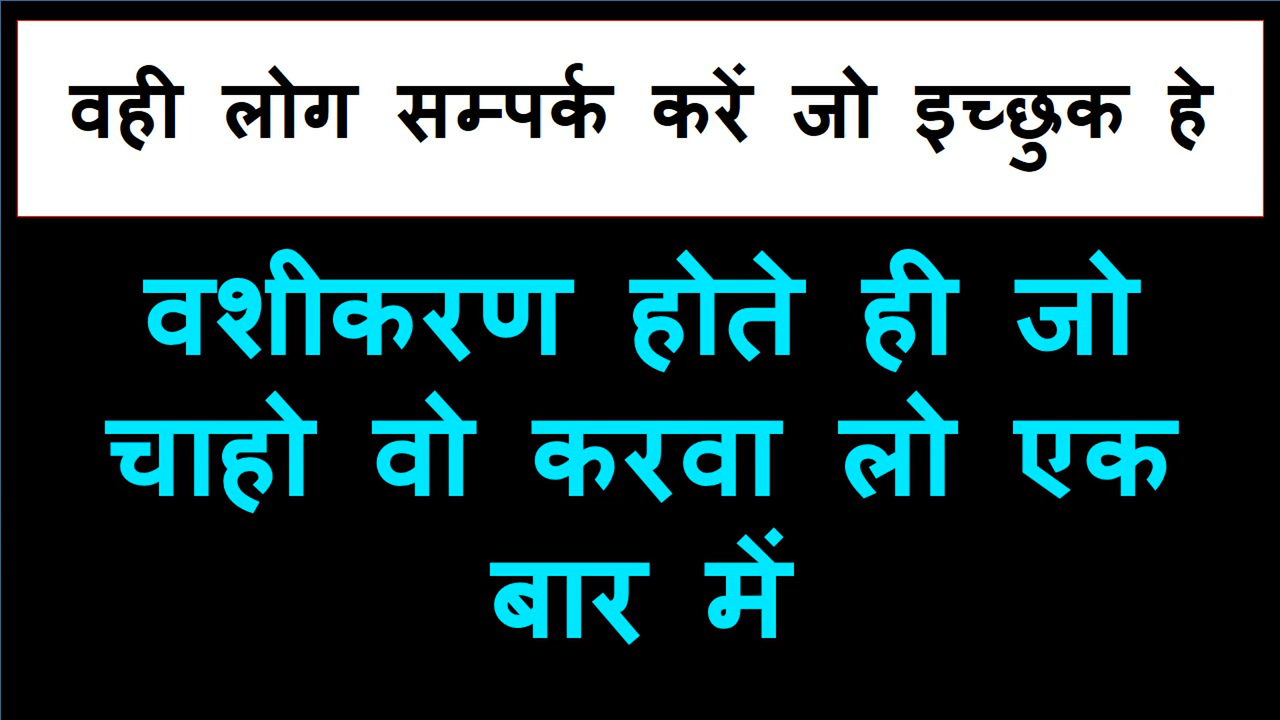 वही लोग सम्पर्क करें जो इच्छुक हे
वशीकरण होते ही जो
चाहो वो करवा लो एक
बार में